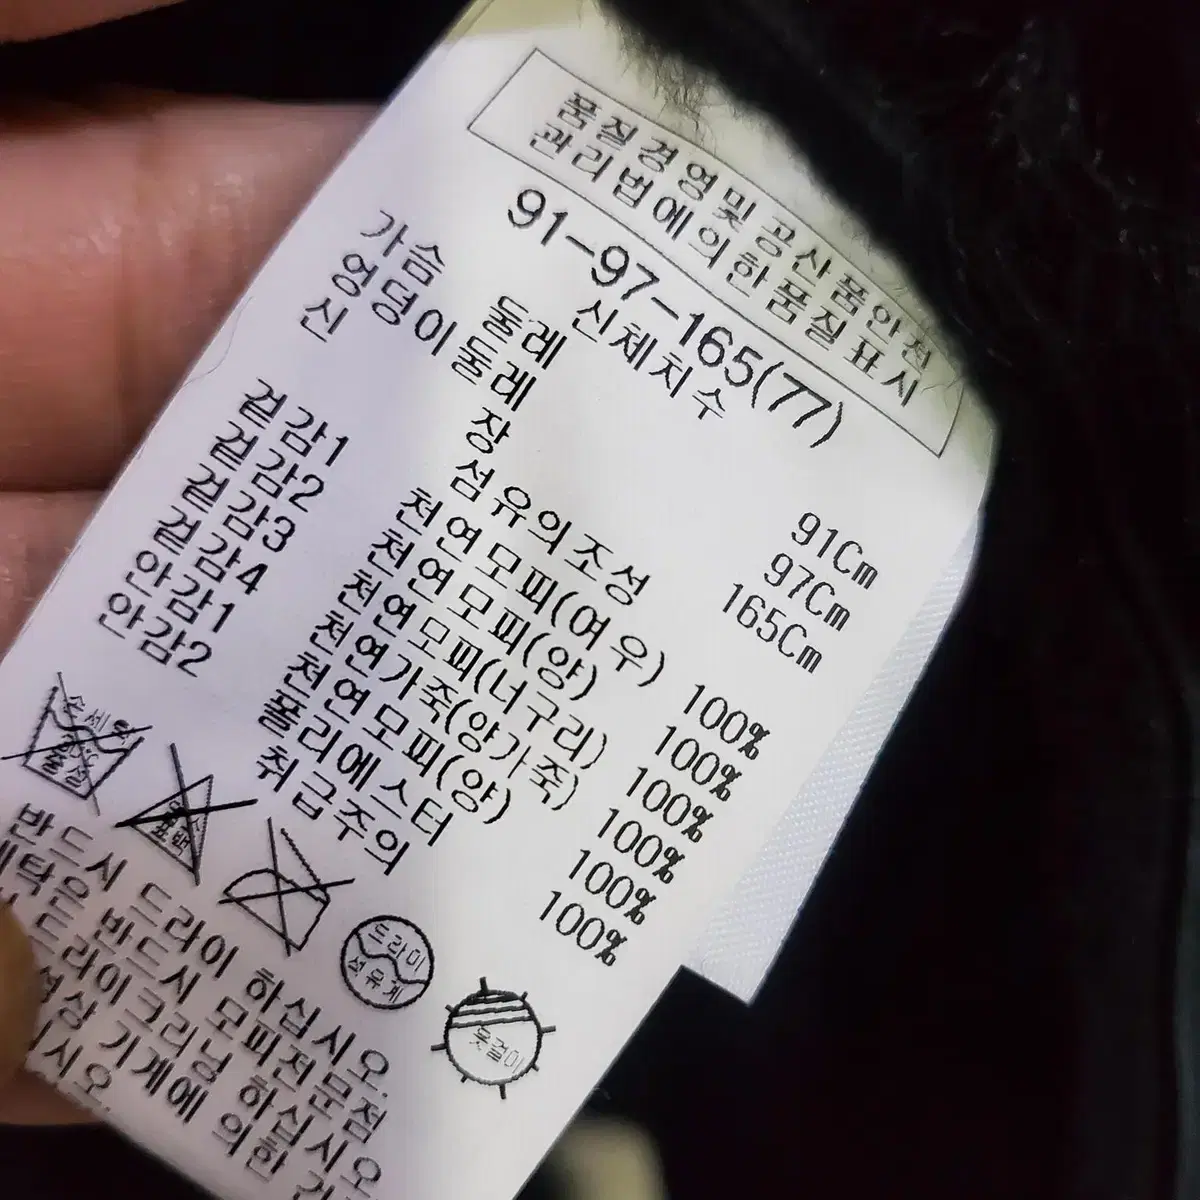 품질경영및공산품안전
관리법에의한품질표시
91-97-165(77)
신체치수
가슴 둘레 91Cm
엉덩이 둘레 97Cm
신 장 165Cm
섬유의조성
겉감1 천연모피(여우) 100%
겉감2 천연모피(양) 100%
겉감3 천연모피(너구리) 100%
겉감4 천연가죽(양가죽) 100%
안감1 천연모피(양) 100%
안감2 폴리에스터 100%
취급주의
손세탁
드라이
석유계
옷걸이
반드시 드라이 하십시오.
세탁은 반드시 모피전문점
드라이크리닝 하십시오
기계에 의한
시오.